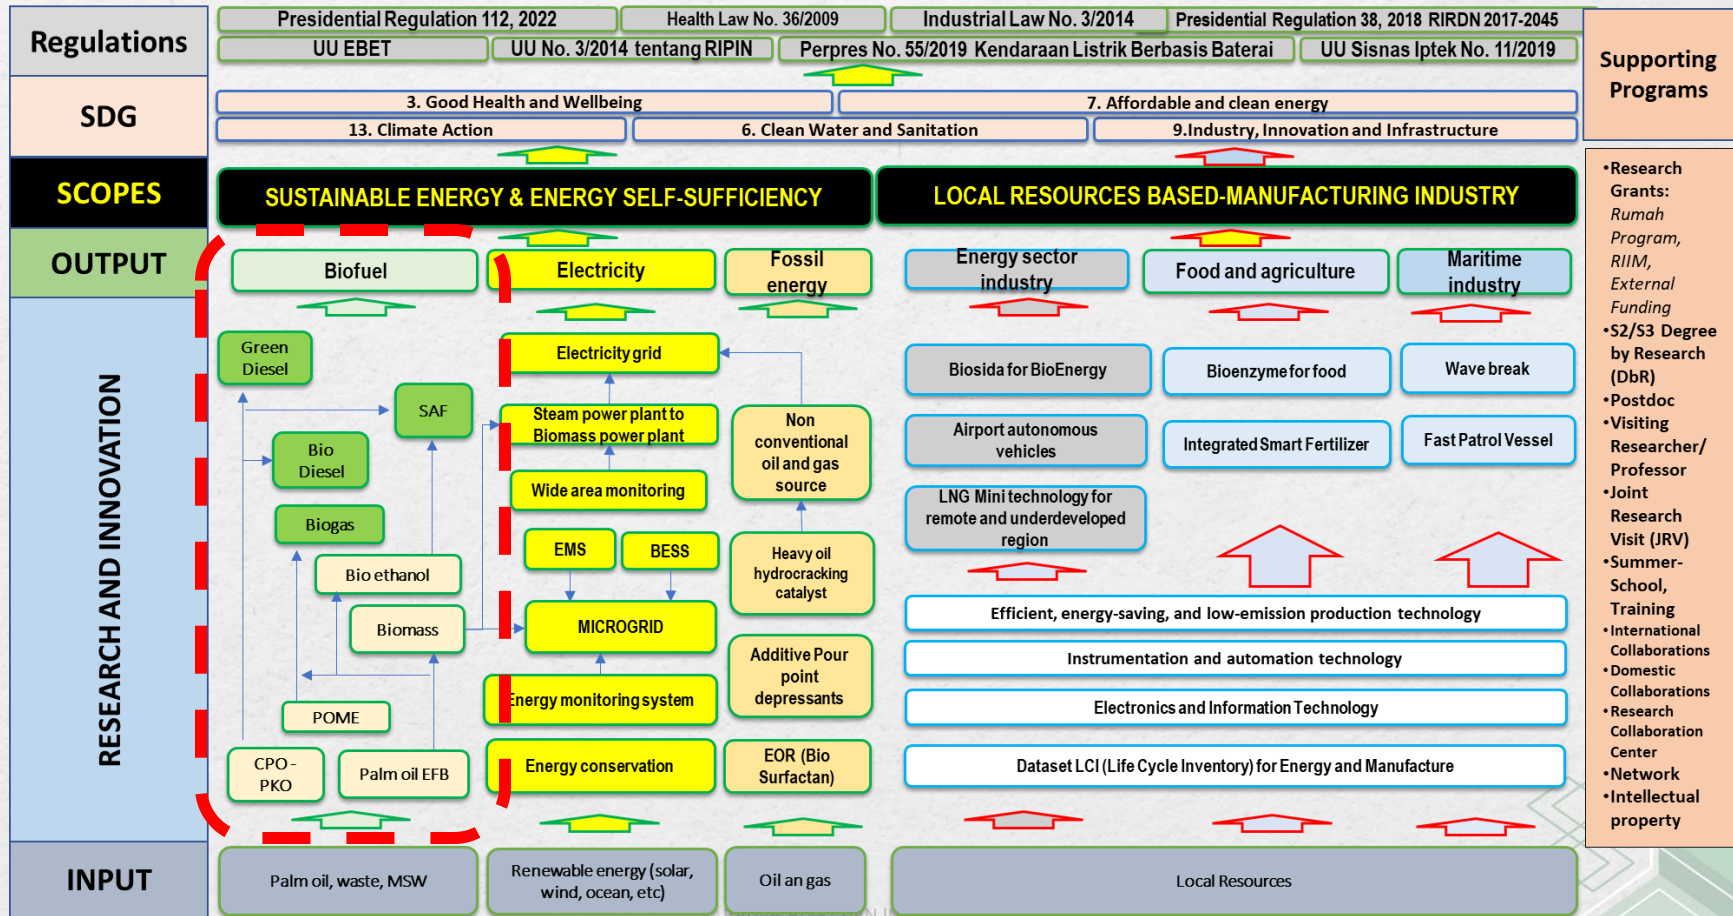 Regulations
Presidential Regulation 112, 2022
Health Law No. 36/2009
Industrial Law No. 3/2014
Presidential Regulation 38, 2018 RIRDN 2017-2045
UU EBET
UU No. 3/2014 tentang RIPIN
Perpres No. 55/2019 Kendaraan Listrik Berbasis Baterai
UU Sisnas Iptek No. 11/2019
SDG
3. Good Health and Wellbeing
7. Affordable and clean energy
13. Climate Action
6. Clean Water and Sanitation
9.Industry, Innovation and Infrastructure
SCOPES
SUSTAINABLE ENERGY & ENERGY SELF-SUFFICIENCY
LOCAL RESOURCES BASED-MANUFACTURING INDUSTRY
OUTPUT
Biofuel
Electricity
Fossil
energy
Energy sector
industry
Food and agriculture
Maritime
industry
RESEARCH AND INNOVATION
Green
Diesel
SAF
Bio
Diesel
Biogas
Bio ethanol
Biomass
POME
CPO -
PKO
Palm oil EFB
Electricity grid
Steam power plant to
Biomass power plant
Wide area monitoring
EMS
BESS
MICROGRID
Energy monitoring system
Energy conservation
Non
conventional
oil and gas
source
Heavy oil
hydrocracking
catalyst
Additive Pour
point
depressants
EOR (Bio
Surfactan)
Biosida for BioEnergy
Bioenzyme for food
Wave break
Airport autonomous
vehicles
Integrated Smart Fertilizer
Fast Patrol Vessel
LNG Mini technology for
remote and underdeveloped
region
Efficient, energy-saving, and low-emission production technology
Instrumentation and automation technology
Electronics and Information Technology
Dataset LCI (Life Cycle Inventory) for Energy and Manufacture
INPUT
Palm oil, waste, MSW
Renewable energy (solar,
wind, ocean, etc)
Oil an gas
Local Resources
Supporting
Programs
•Research
Grants:
Rumah
Program,
RIIM,
External
Funding
•S2/S3 Degree
by Research
(DbR)
•Postdoc
•Visiting
Researcher/
Professor
•Joint
Research
Visit (JRV)
•Summer-
School,
Training
•International
Collaborations
•Domestic
Collaborations
•Research
Collaboration
Center
•Network
•Intellectual
property